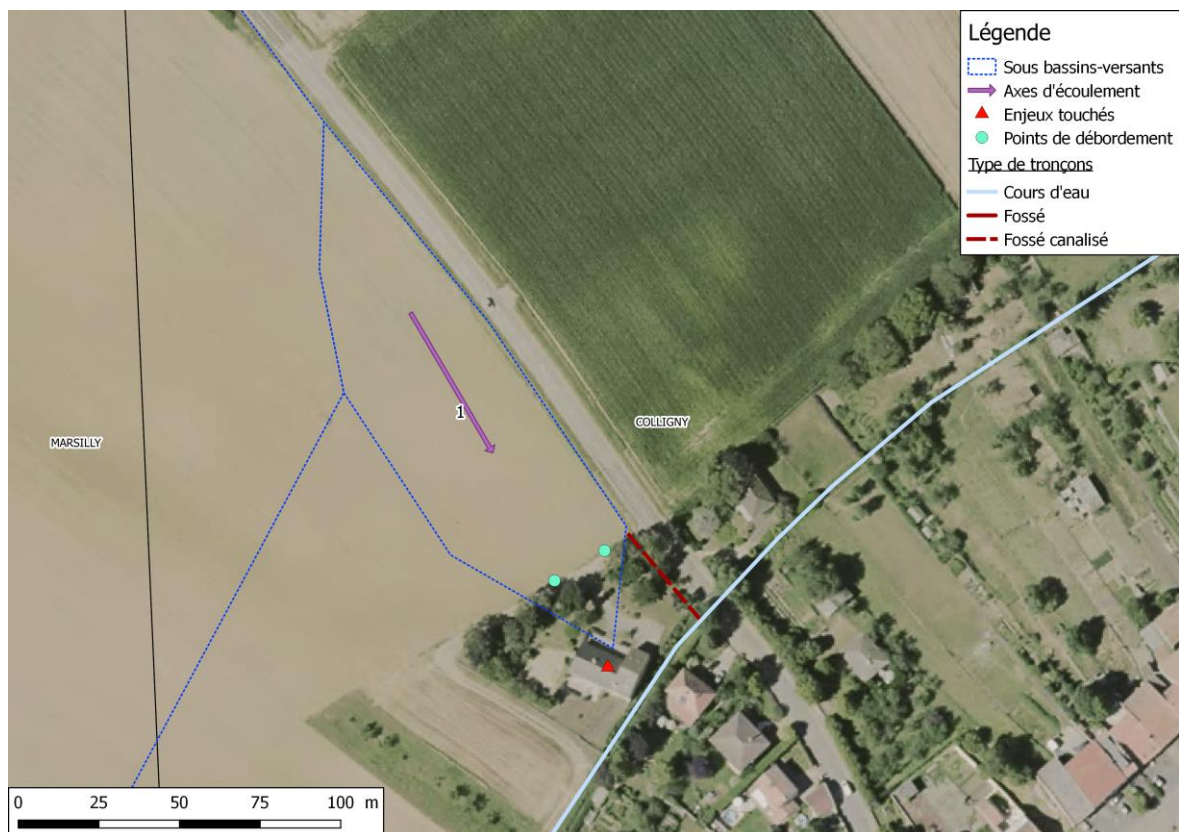 Légende
Sous bassins-versants
Axes d'écoulement
Enjeux touchés
Points de débordement
Type de tronçons
Cours d'eau
Fossé
Fossé canalisé
1
MARSILLY
COLLIGNY
0 25 50 75 100 m